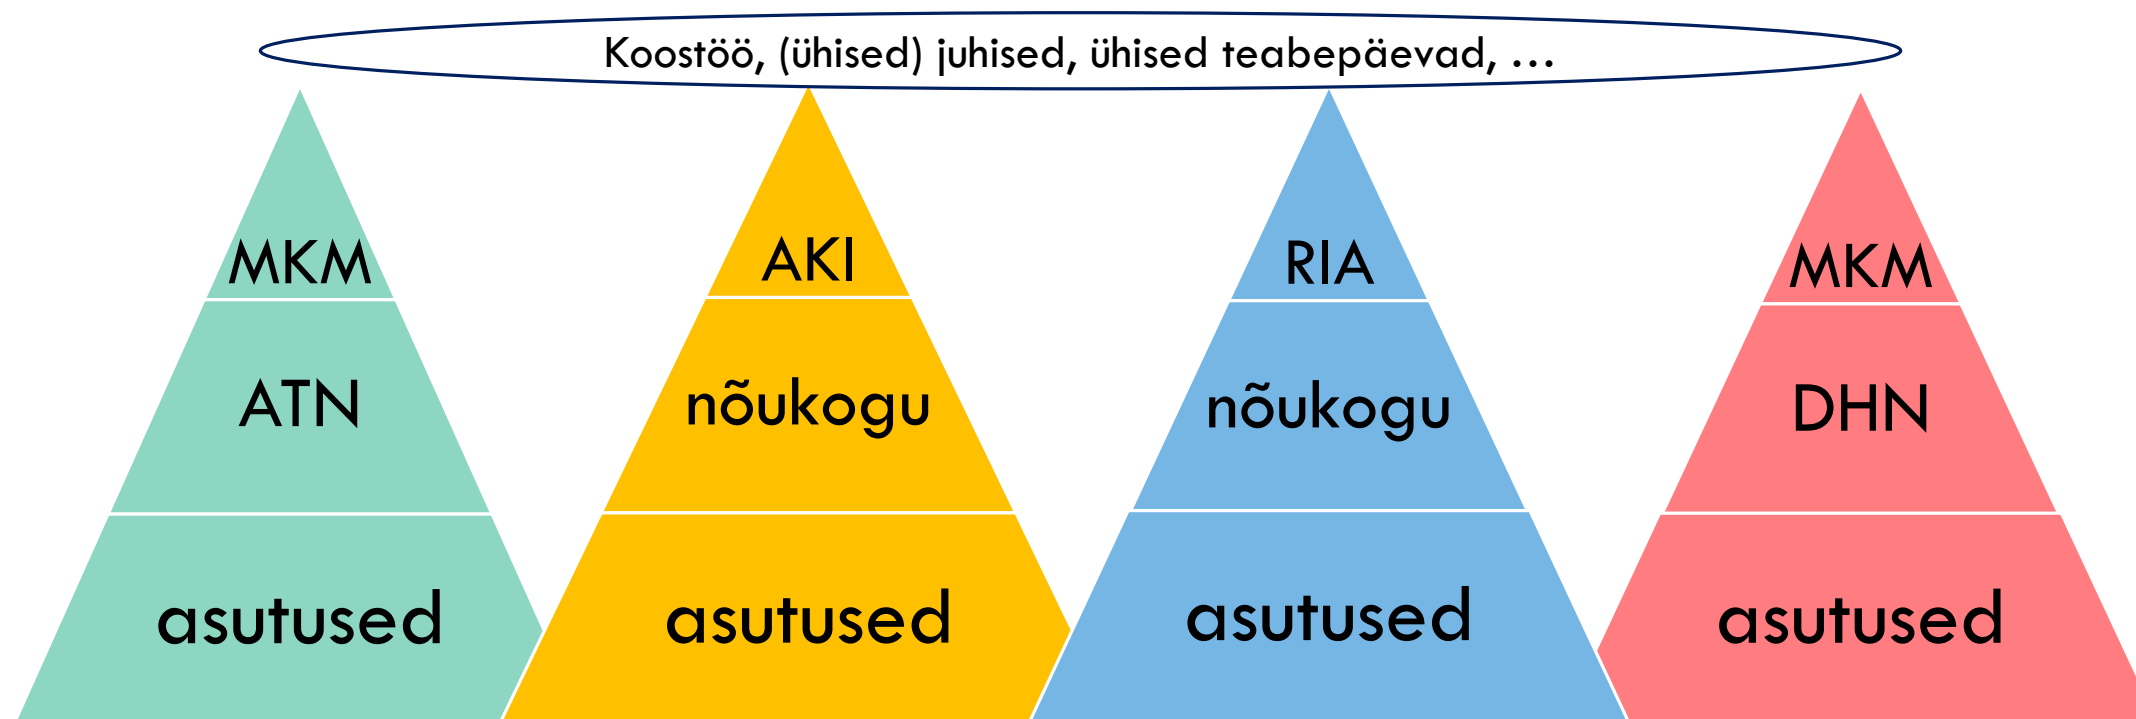 Koostöö, (ühised) juhised, ühised teabepäevad, ...
MKM
ATN
asutused
AKI
nõukogu
asutused
RIA
nõukogu
asutused
MKM
DHN
asutused